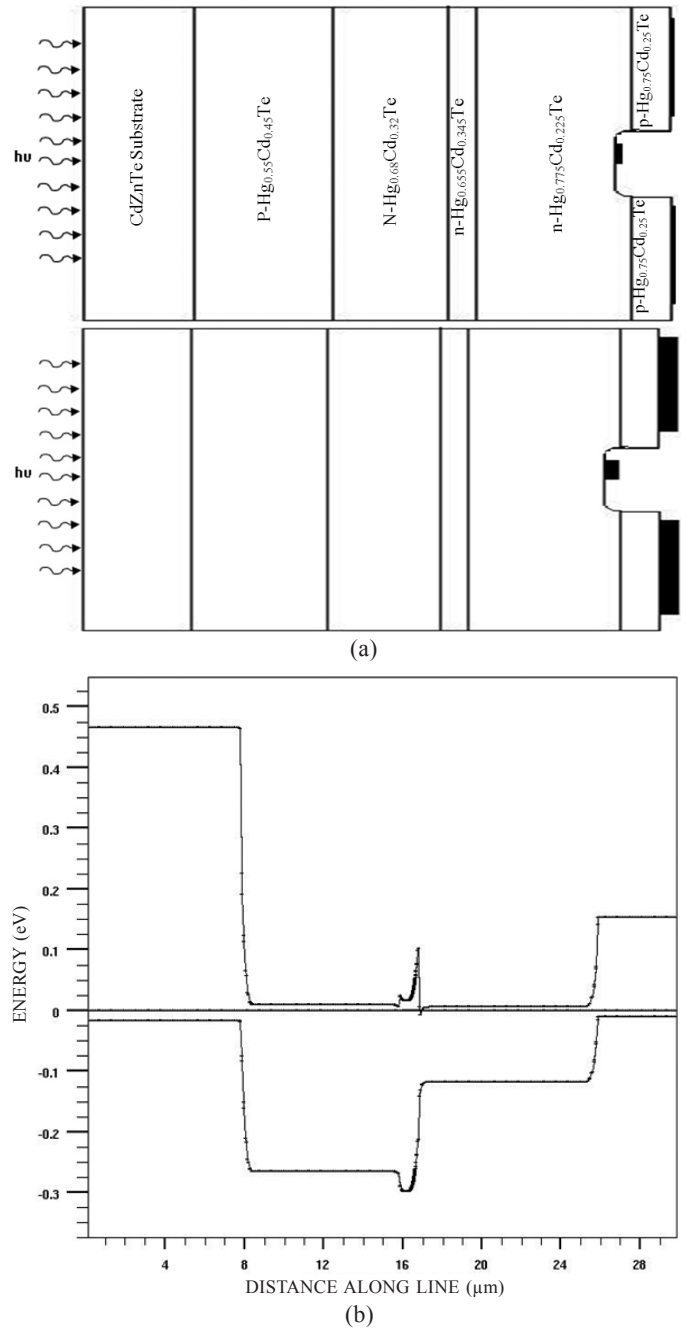 hυ
CdZnTe Substrate
P-Hg0.55Cd0.45Te
N-Hg0.68Cd0.32Te
n-Hg0.655Cd0.345Te
n-Hg0.775Cd0.225Te
p-Hg0.75Cd0.25Te
p-Hg0.75Cd0.25Te
hυ
(a)
ENERGY (eV)
0.5
0.4
0.3
0.2
0.1
0
-0.1
-0.2
-0.3
4 8 12 16 20 24 28
DISTANCE ALONG LINE (µm)
(b)